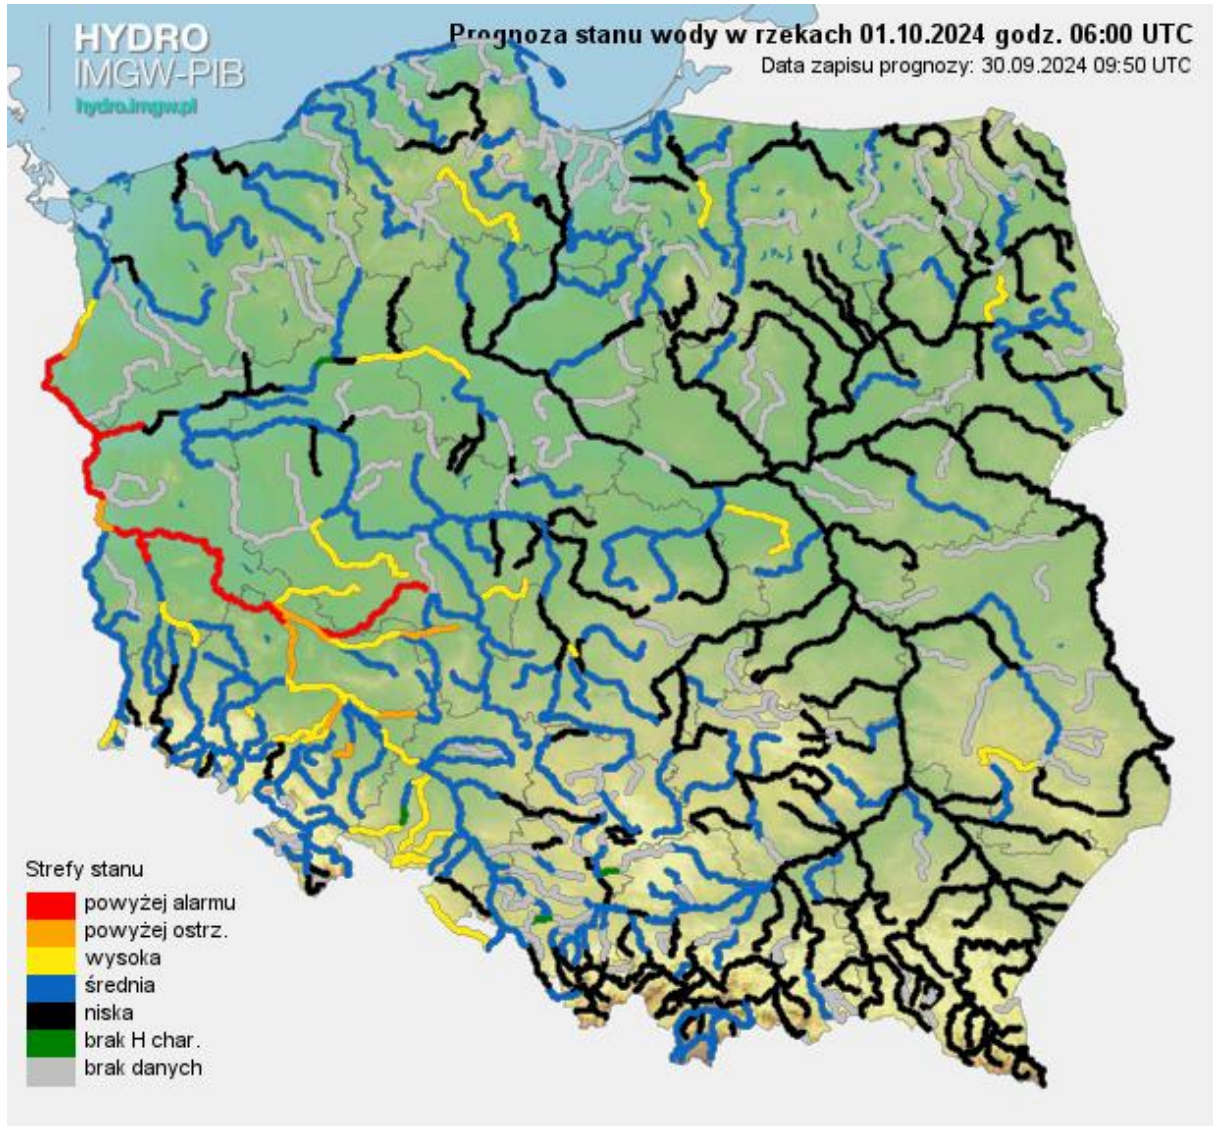 HYDRO
IMGW-PIB
hydro.imgw.pl
Prognoza stanu wody w rzekach 01.10.2024 godz. 06:00 UTC
Data zapisu prognozy: 30.09.2024 09:50 UTC
Strefy stanu
powyżej alarmu
powyżej ostrz.
wysoka
średnia
niska
brak H char.
brak danych